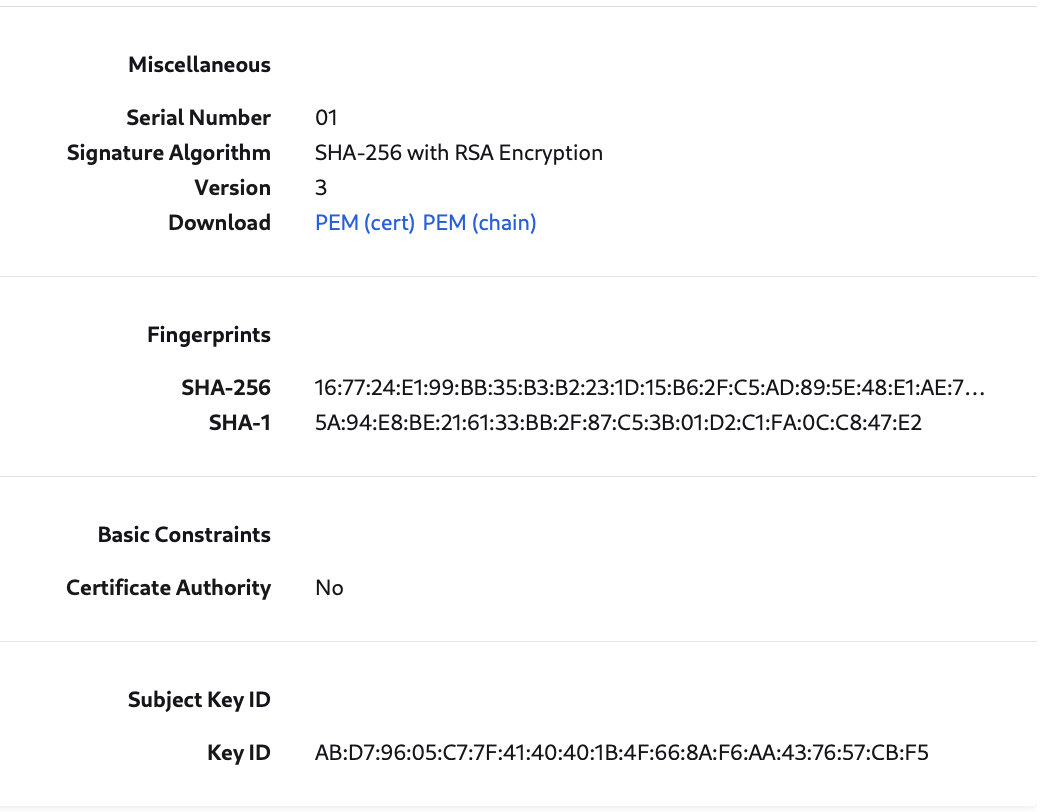 Miscellaneous
Serial Number 01
Signature Algorithm SHA-256 with RSA Encryption
Version 3
Download PEM (cert) PEM (chain)
Fingerprints
SHA-256 16:77:24:E1:99:BB:35:B3:B2:23:1D:15:B6:2F:C5:AD:89:5E:48:E1:AE:7...
SHA-1 5A:94:E8:BE:21:61:33:BB:2F:87:C5:3B:01:D2:C1:FA:0C:C8:47:E2
Basic Constraints
Certificate Authority No
Subject Key ID
Key ID AB:D7:96:05:C7:7F:41:40:40:1B:4F:66:8A:F6:AA:43:76:57:CB:F5